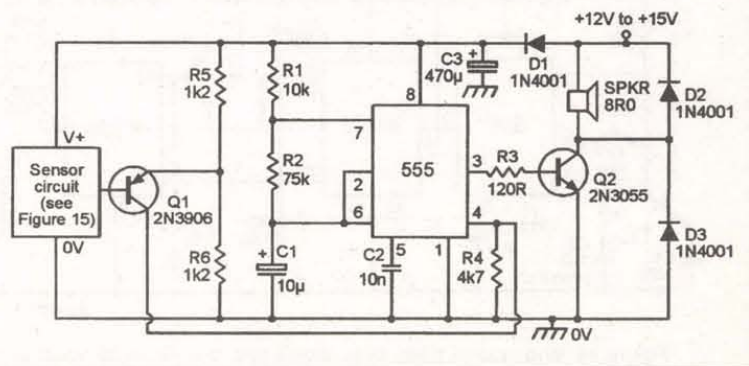 +12V to +15V
R5
1k2
R1
10k
C3
+
470µ
D1
1N4001
SPKR
8R0
D2
1N4001
8
7
V+
Sensor
circuit
(see
Figure 15)
0V
Q1
2N3906
R2
75k
2
6
555
3
R3
120R
4
Q2
2N3055
R6
1k2
+
C1
10µ
C2
10n
5
1
R4
4k7
D3
1N4001
0V